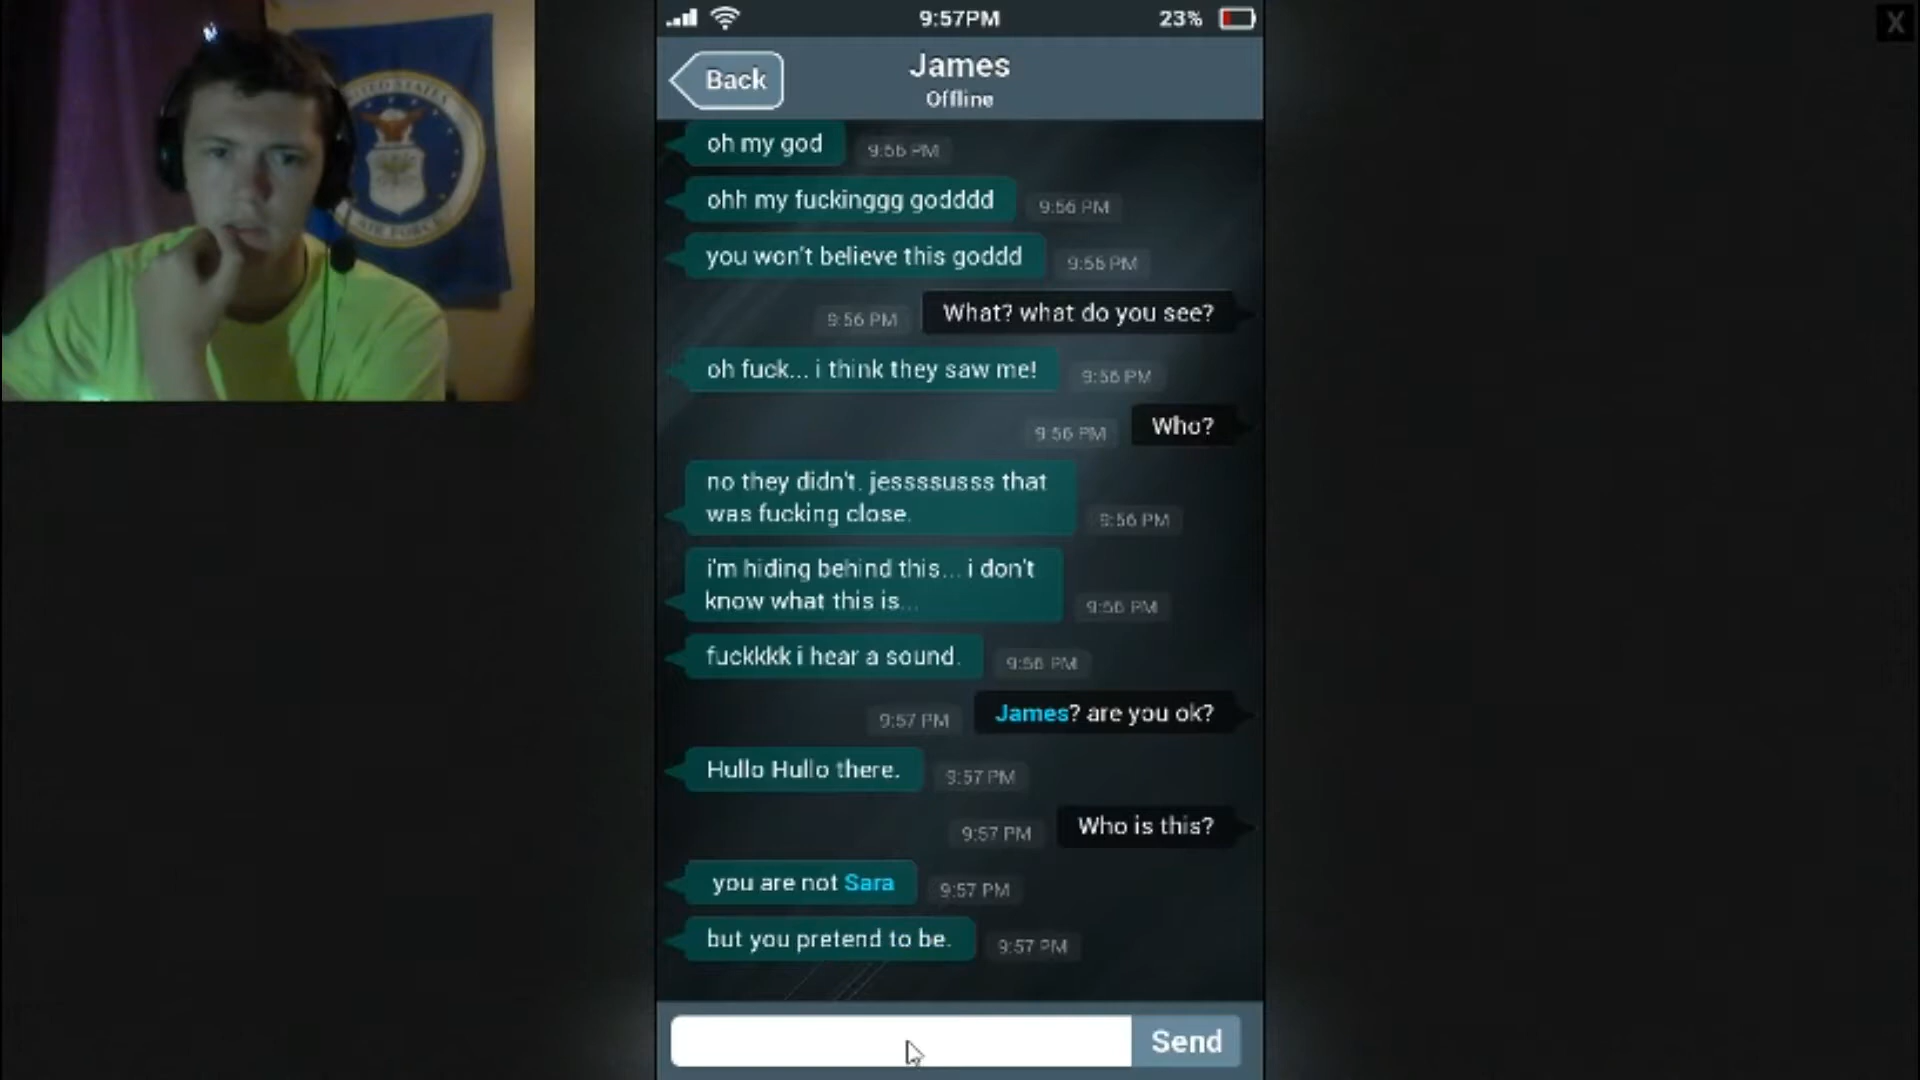 9:57PM
23%
X
Back
James
Offline
UNITED STATES
AIR FORCE
oh my god
9:56 PM
ohh my fuckinggg godddd
9:56 PM
you won't believe this goddd
9:56 PM
9:56 PM
What? what do you see?
oh fuck... i think they saw me!
9:56 PM
9:56 PM
Who?
no they didn't. jessssusss that
was fucking close.
9:56 PM
i'm hiding behind this... i don't
know what this is...
9:56 PM
fuckkkk i hear a sound.
9:56 PM
9:57 PM
James? are you ok?
Hullo Hullo there.
9:57 PM
9:57 PM
Who is this?
you are not Sara
9:57 PM
but you pretend to be.
9:57 PM
Send